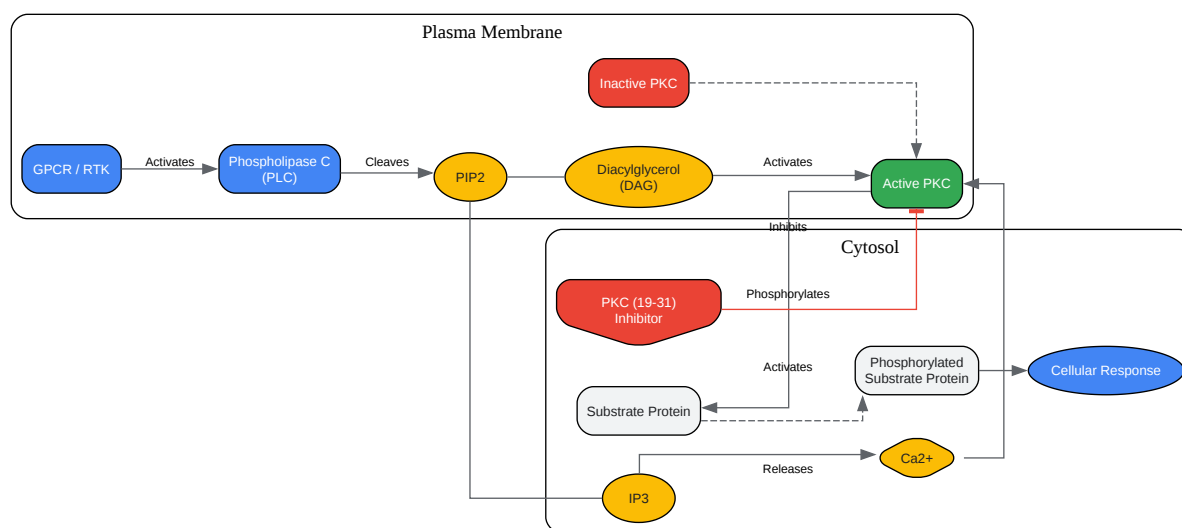 Plasma Membrane
Inactive PKC
GPCR / RTK
Activates
Phospholipase C
(PLC)
Cleaves
PIP2
Diacylglycerol
(DAG)
Activates
Active PKC
Inhibits
Cytosol
PKC (19-31)
Inhibitor
Phosphorylates
Activates
Phosphorylated
Substrate Protein
Cellular Response
Substrate Protein
Ca2+
Releases
IP3